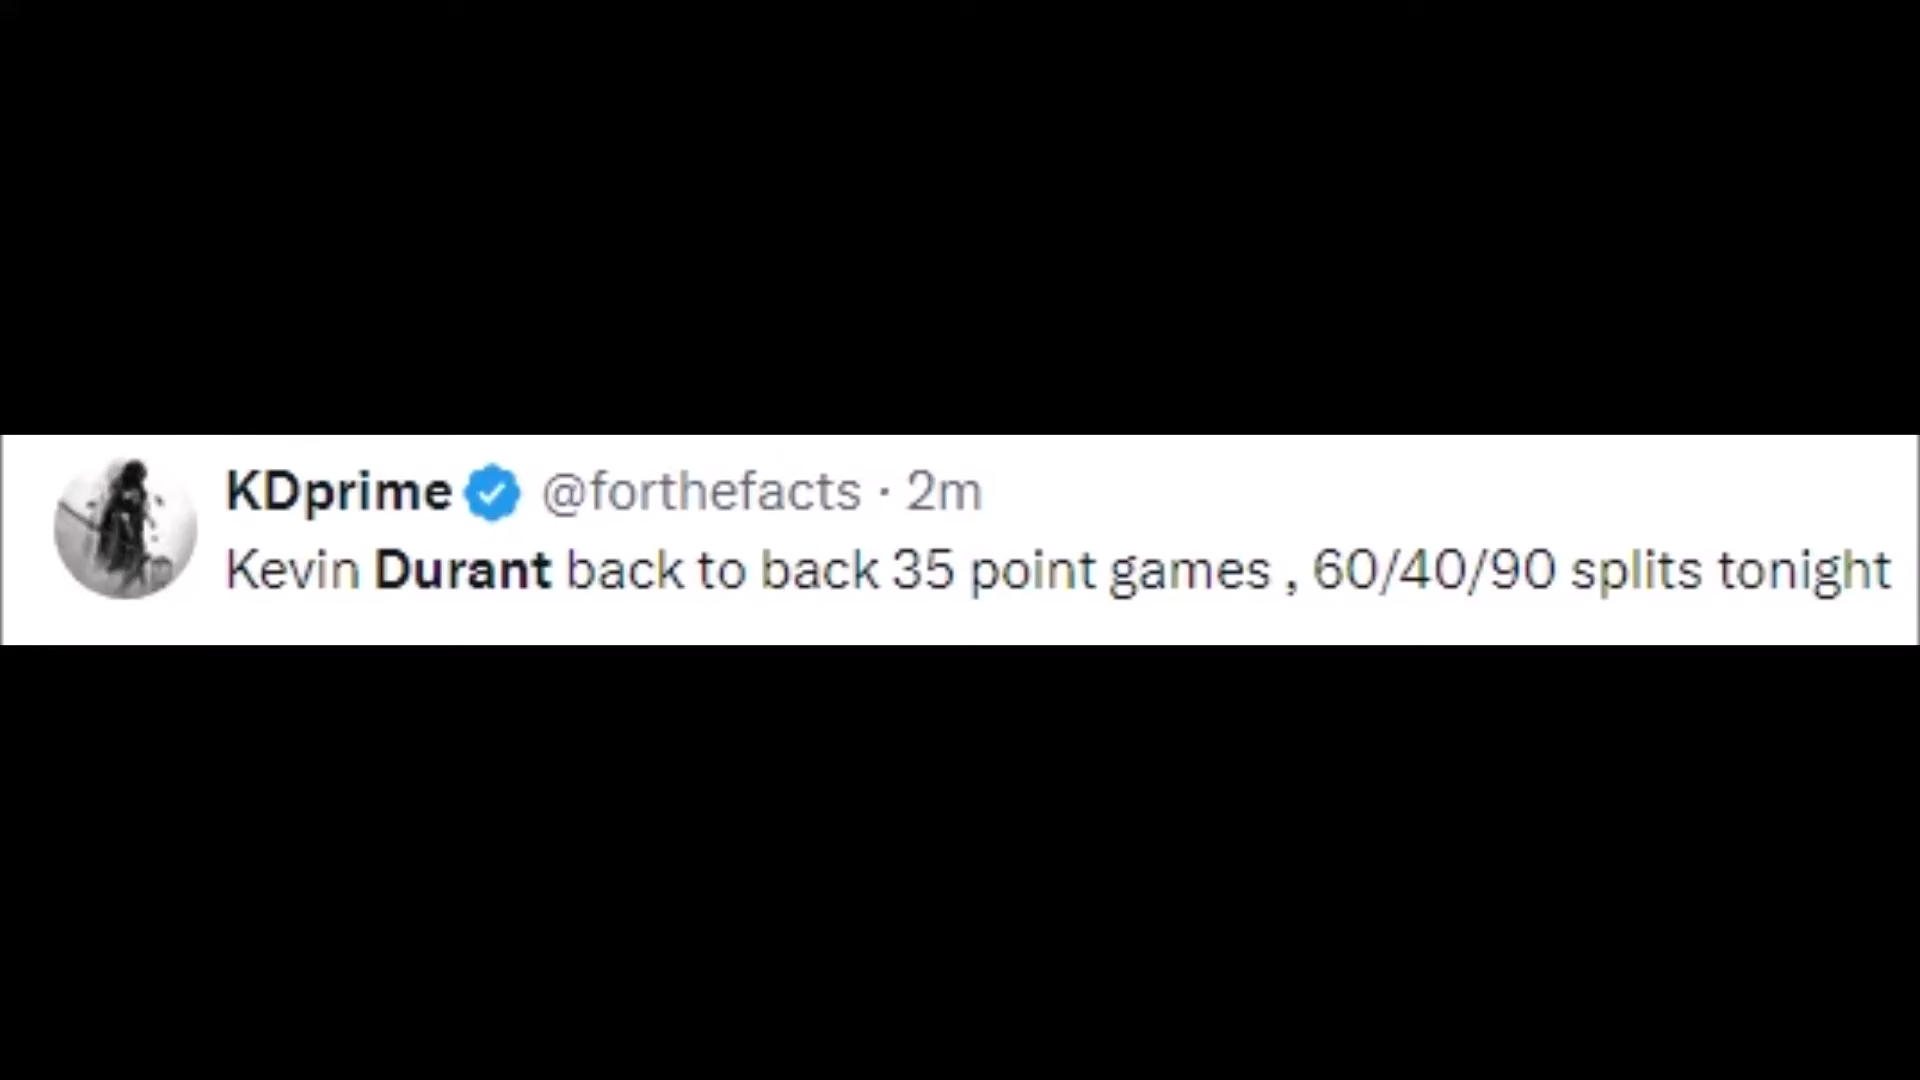 KDprime @forthefacts · 2m
Kevin Durant back to back 35 point games , 60/40/90 splits tonight